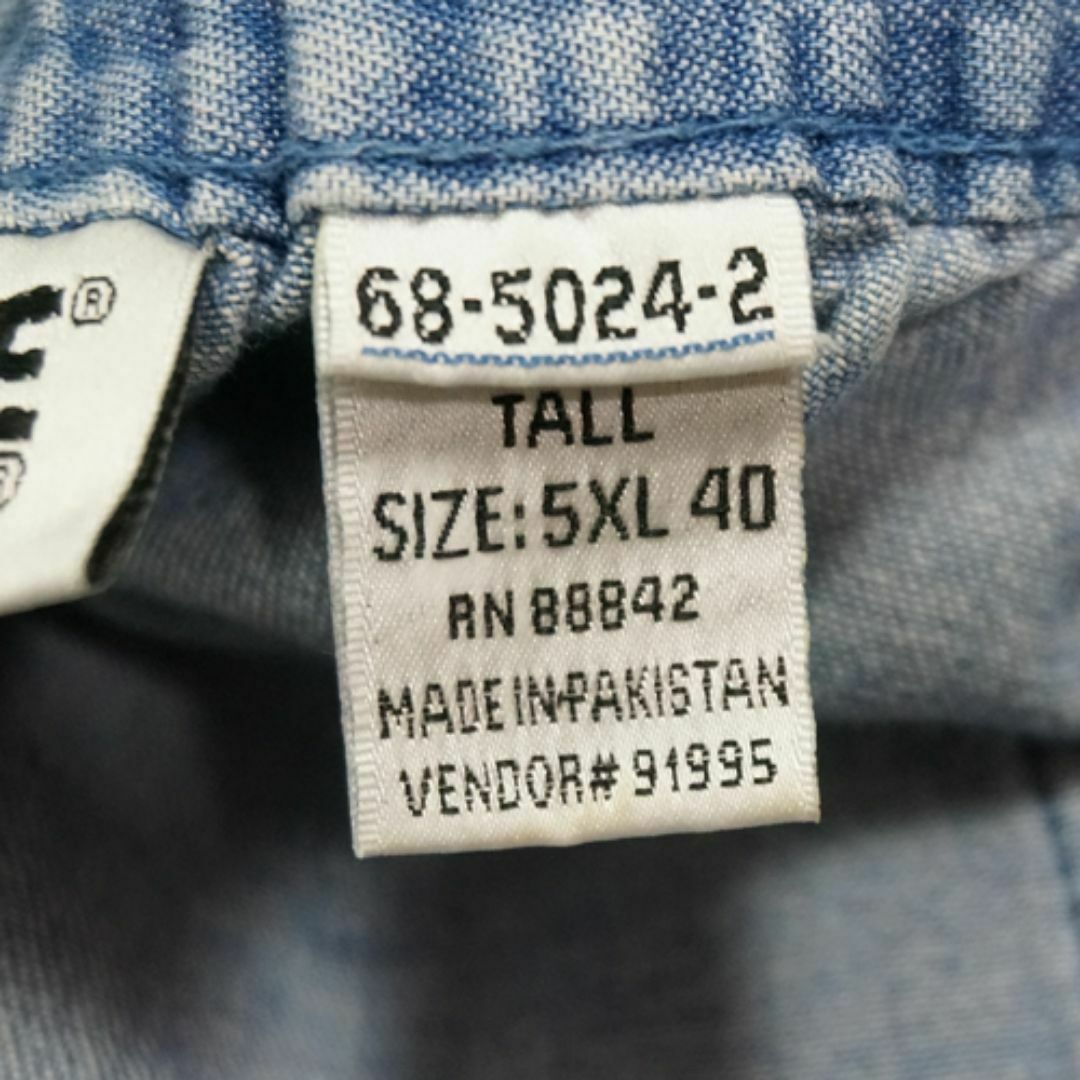 68-5024-2
TALL
SIZE: 5XL 40
RN 88842
MADE IN PAKISTAN
VENDOR# 91995
®
®